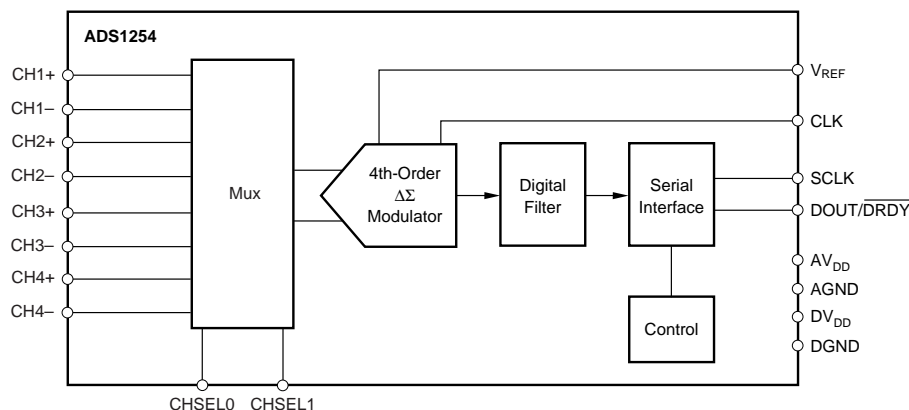 ADS1254
CH1+
CH1–
CH2+
CH2–
CH3+
CH3–
CH4+
CH4–
Mux
4th-Order
ΔΣ
Modulator
Digital
Filter
Serial
Interface
Control
VREF
CLK
SCLK
DOUT/DRDY
AVDD
AGND
DVDD
DGND
CHSEL0 CHSEL1